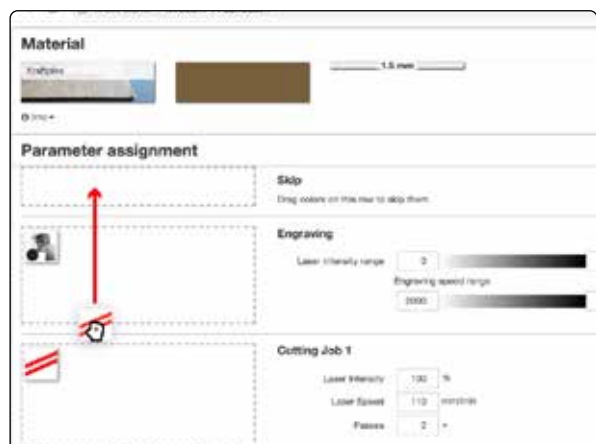 Material
Kraftplex
1.5 mm
Parameter assignment
Skip
Drag colors on this row to skip them.
Engraving
Laser intensity range
0
Engraving speed range
2000
Cutting Job 1
Laser Intensity 100 %
Laser Speed 110
Passes 2